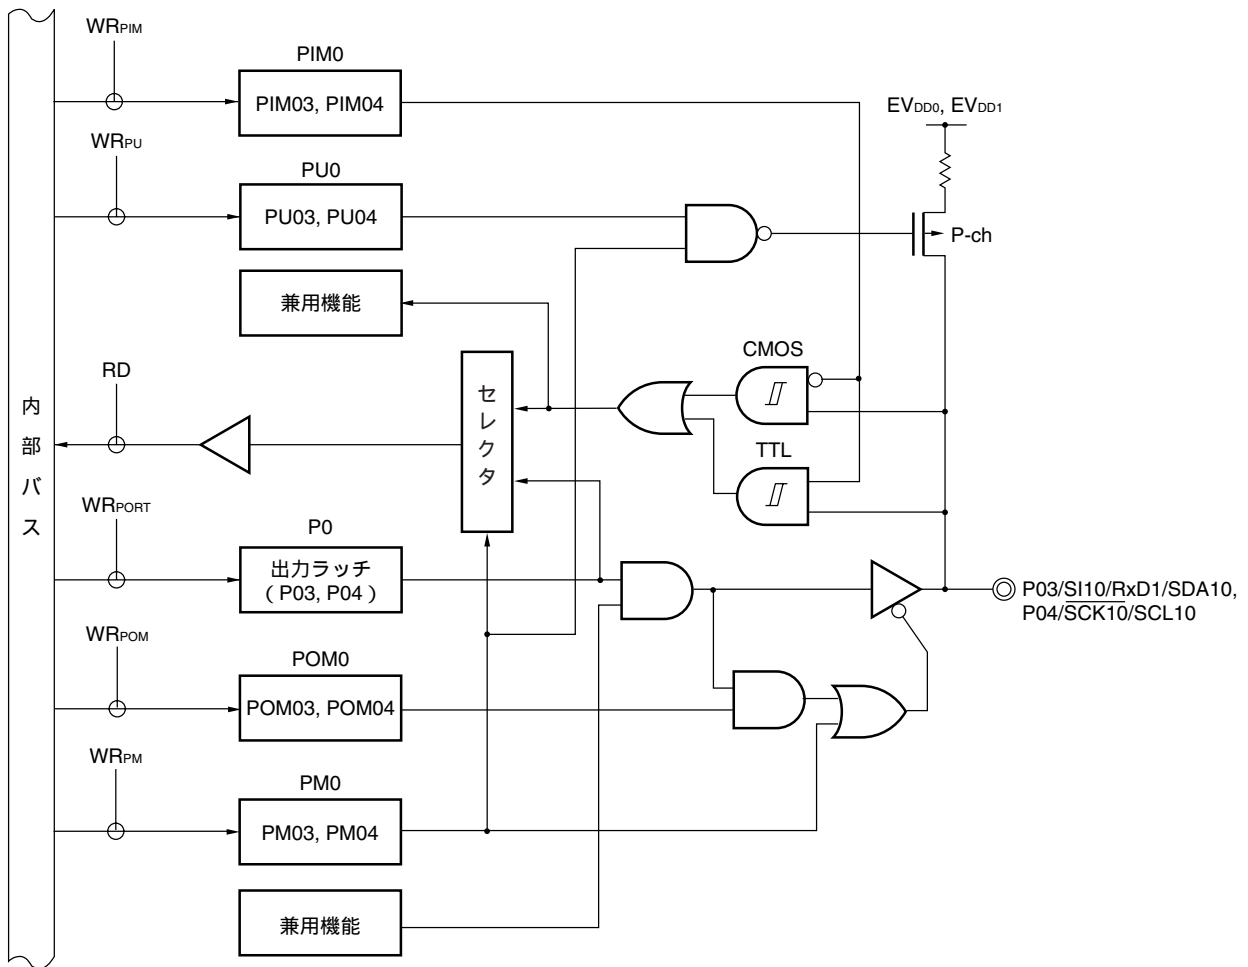 WRPIM
PIM0
PIM03, PIM04
EVDD0, EVDD1
WRPU
PU0
PU03, PU04
P-ch
兼用機能
CMOS
RD
セレクタ
内部バス
TTL
WRPORT
P0
出力ラッチ
（P03, P04）
P03/SI10/RxD1/SDA10,
P04/SCK10/SCL10
WRPOM
POM0
POM03, POM04
WRPM
PM0
PM03, PM04
兼用機能